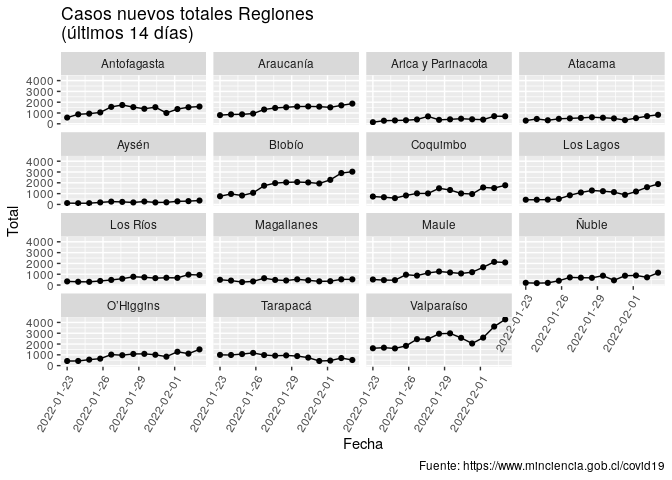 Casos nuevos totales Regiones
(últimos 14 días)
Antofagasta Araucanía Arica y Parinacota Atacama
4000
3000
2000
1000
0
Aysén Biobío Coquimbo Los Lagos
4000
3000
2000
1000
0
Los Ríos Magallanes Maule Ñuble
4000
3000
2000
1000
0
2022-01-23 2022-01-26 2022-01-29 2022-02-01
O'Higgins Tarapacá Valparaíso
4000
3000
2000
1000
0
2022-01-23 2022-01-26 2022-01-29 2022-02-01 2022-01-23 2022-01-26 2022-01-29 2022-02-01 2022-01-23 2022-01-26 2022-01-29 2022-02-01
Total
Fecha
Fuente: https://www.minciencia.gob.cl/covid19